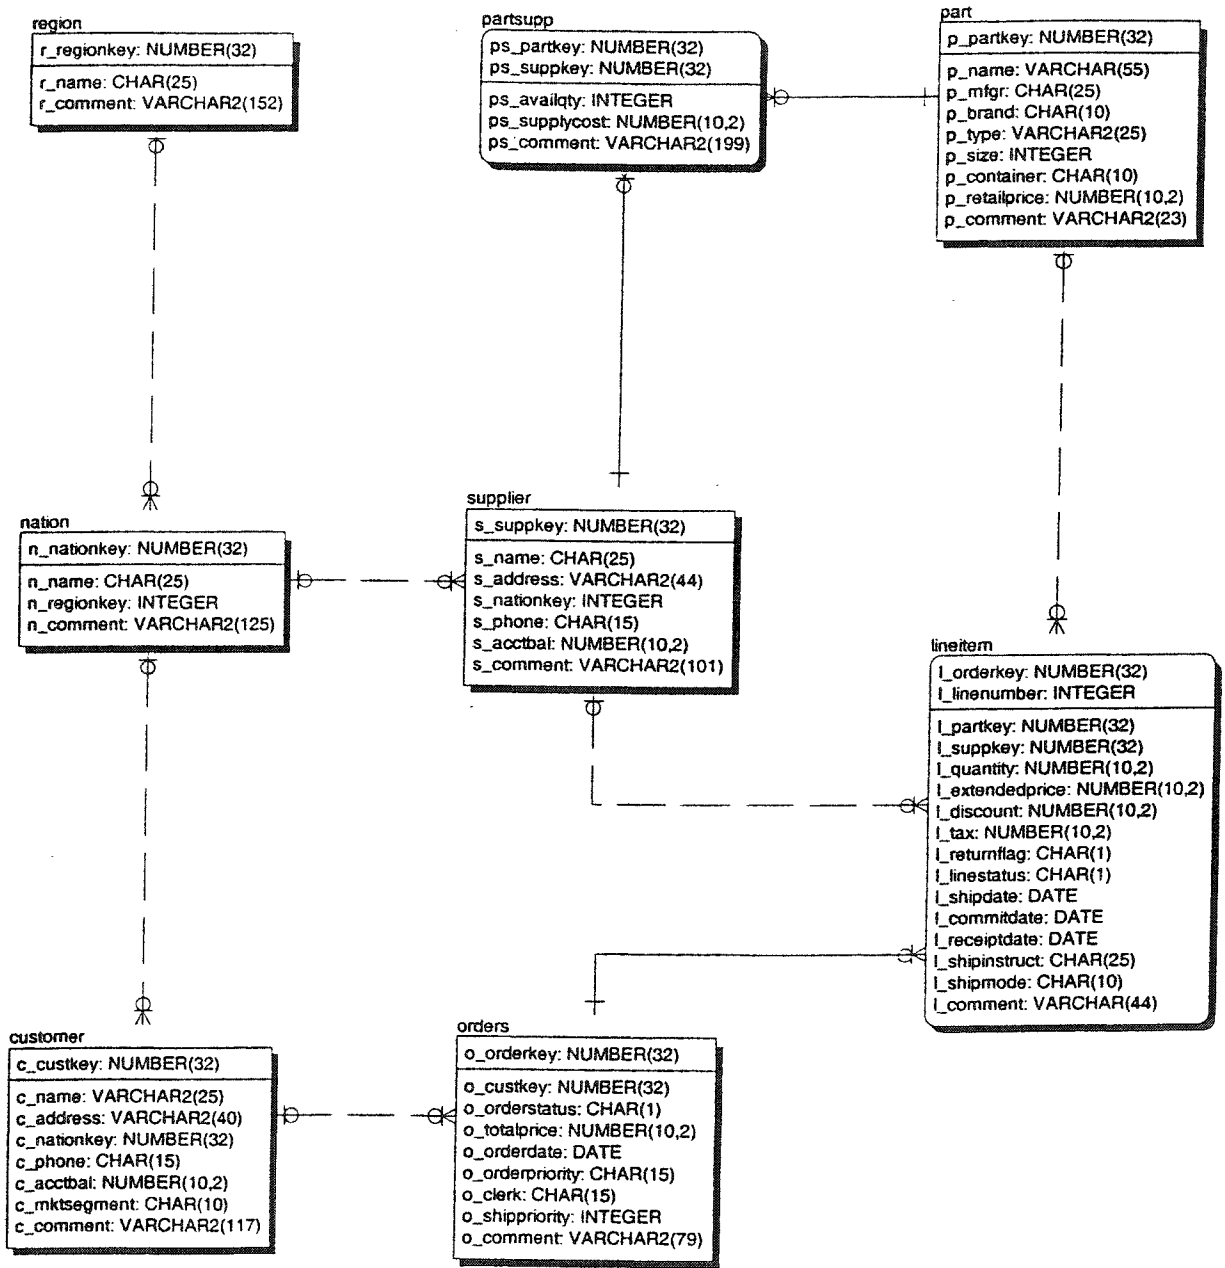 region
r_regionkey: NUMBER(32)
r_name: CHAR(25)
r_comment: VARCHAR2(152)
partsupp
ps_partkey: NUMBER(32)
ps_suppkey: NUMBER(32)
ps_availqty: INTEGER
ps_supplycost: NUMBER(10,2)
ps_comment: VARCHAR2(199)
part
p_partkey: NUMBER(32)
p_name: VARCHAR(55)
p_mfgr: CHAR(25)
p_brand: CHAR(10)
p_type: VARCHAR2(25)
p_size: INTEGER
p_container: CHAR(10)
p_retailprice: NUMBER(10,2)
p_comment: VARCHAR2(23)
nation
n_nationkey: NUMBER(32)
n_name: CHAR(25)
n_regionkey: INTEGER
n_comment: VARCHAR2(125)
supplier
s_suppkey: NUMBER(32)
s_name: CHAR(25)
s_address: VARCHAR2(44)
s_nationkey: INTEGER
s_phone: CHAR(15)
s_acctbal: NUMBER(10,2)
s_comment: VARCHAR2(101)
lineitem
l_orderkey: NUMBER(32)
l_linenumber: INTEGER
l_partkey: NUMBER(32)
l_suppkey: NUMBER(32)
l_quantity: NUMBER(10,2)
l_extendedprice: NUMBER(10,2)
l_discount: NUMBER(10,2)
l_tax: NUMBER(10,2)
l_returnflag: CHAR(1)
l_linestatus: CHAR(1)
l_shipdate: DATE
l_commitdate: DATE
l_receiptdate: DATE
l_shipinstruct: CHAR(25)
l_shipmode: CHAR(10)
l_comment: VARCHAR(44)
customer
c_custkey: NUMBER(32)
c_name: VARCHAR2(25)
c_address: VARCHAR2(40)
c_nationkey: NUMBER(32)
c_phone: CHAR(15)
c_acctbal: NUMBER(10,2)
c_mktsegment: CHAR(10)
c_comment: VARCHAR2(117)
orders
o_orderkey: NUMBER(32)
o_custkey: NUMBER(32)
o_orderstatus: CHAR(1)
o_totalprice: NUMBER(10,2)
o_orderdate: DATE
o_orderpriority: CHAR(15)
o_clerk: CHAR(15)
o_shippriority: INTEGER
o_comment: VARCHAR2(79)